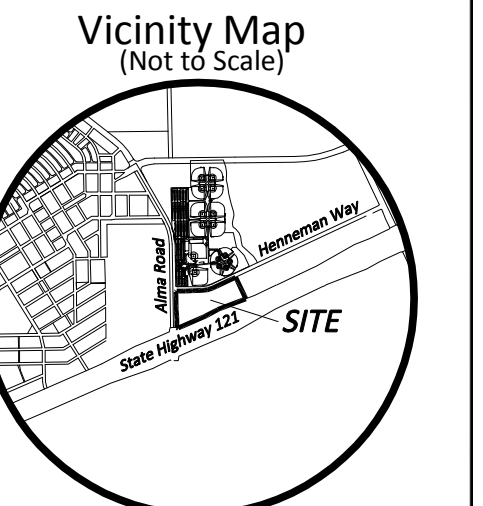 Vicinity Map
(Not to Scale)
Henneman Way
Alma Road
SITE
State Highway 121